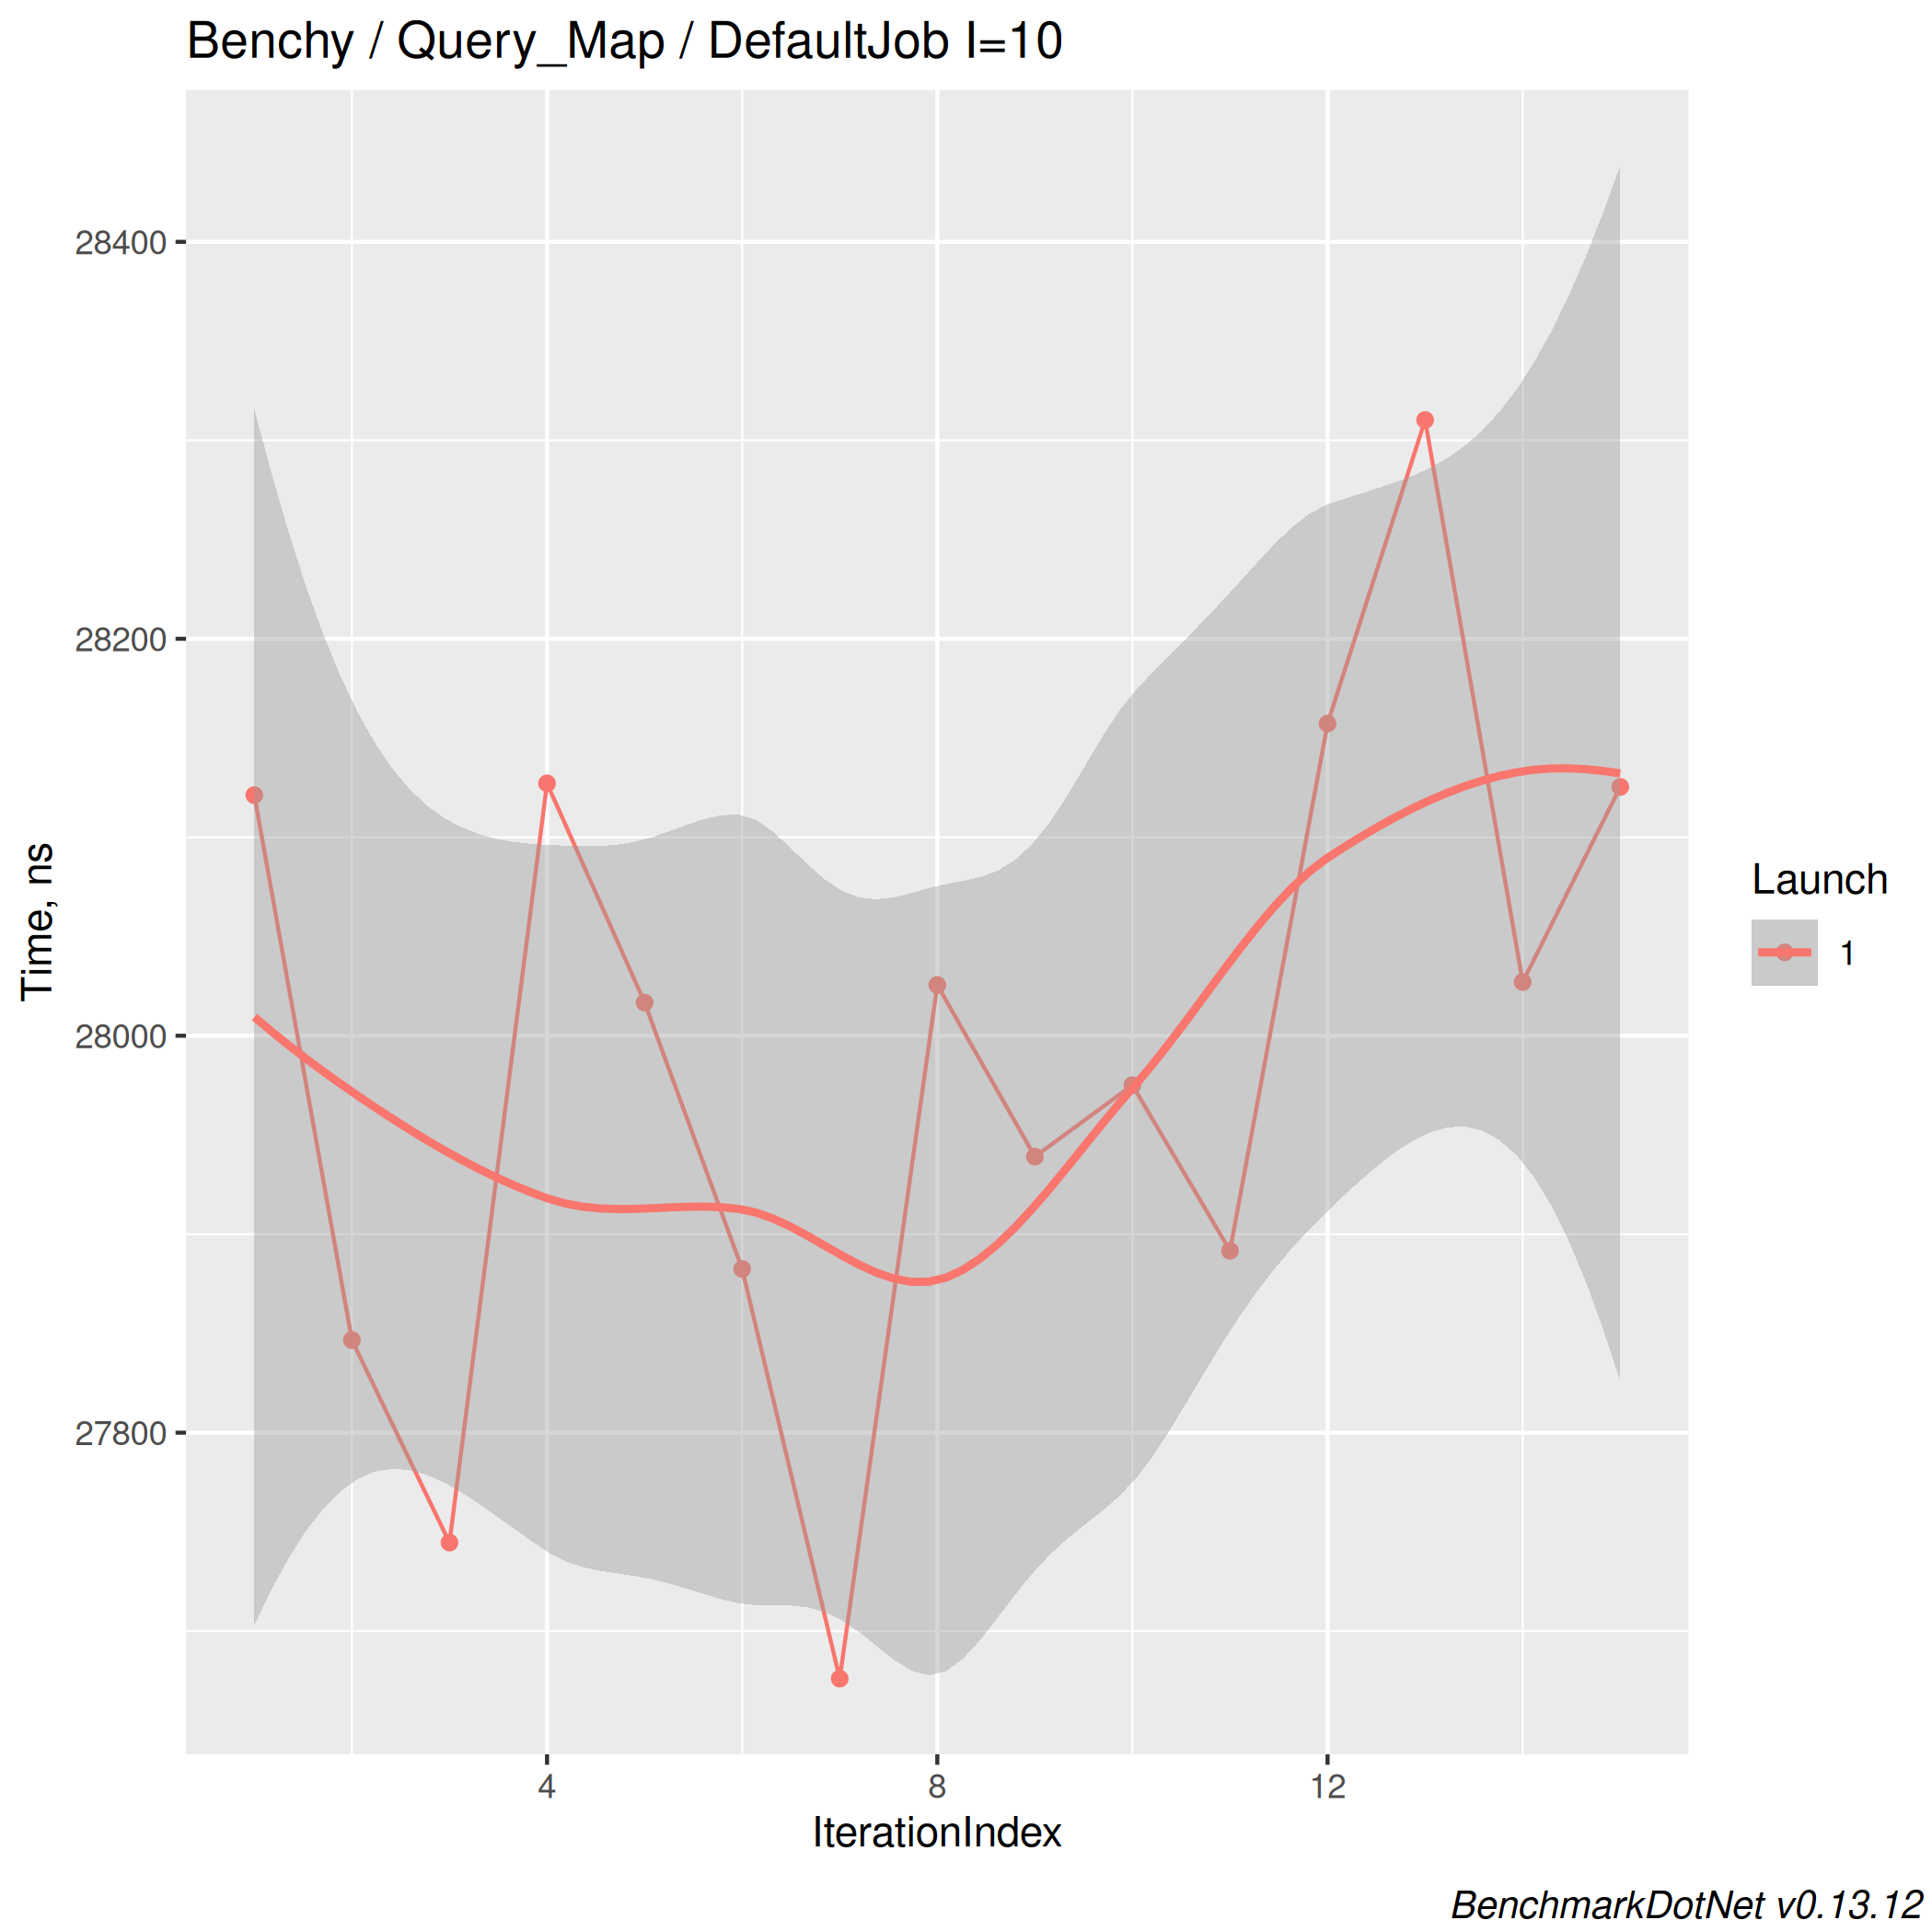 Benchy / Query_Map / DefaultJob I=10
28400
28200
28000
27800
Time, ns
4 8 12
IterationIndex
Launch
1
BenchmarkDotNet v0.13.12